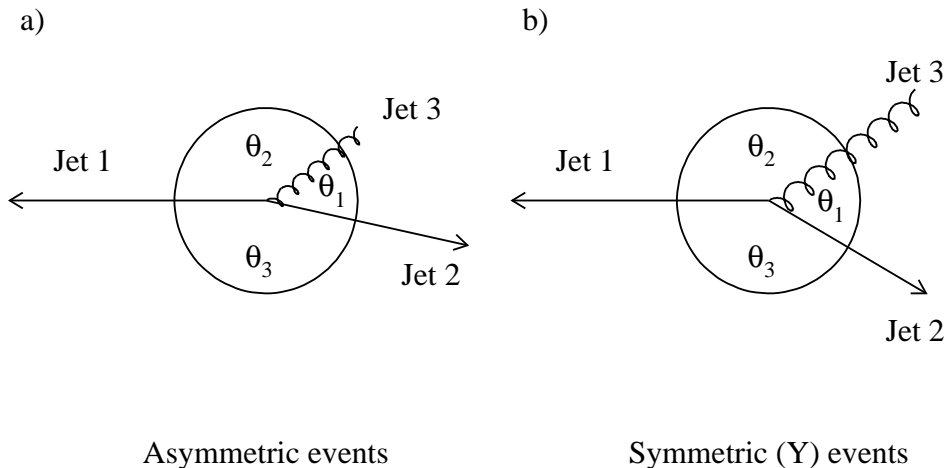 a)
Jet 3
θ₂
Jet 1
θ₁
θ₃
Jet 2
Asymmetric events
b)
Jet 3
θ₂
Jet 1
θ₁
θ₃
Jet 2
Symmetric (Y) events